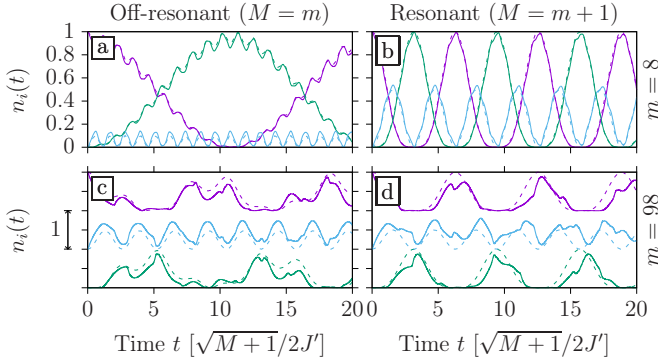 Off-resonant (M = m)
Resonant (M = m + 1)
1
0.8
0.6
0.4
0.2
0
n_i(t)
a
b
m = 8
n_i(t)
1
c
d
m = 98
0 5 10 15 20
0 5 10 15 20
Time t [√M + 1/2J′]
Time t [√M + 1/2J′]